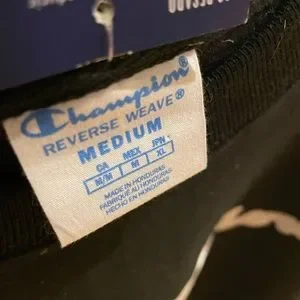 Champion®
REVERSE WEAVE®
MEDIUM
CA MEX JPN
M/M M XL
MADE IN HONDURAS
FABRIQUÉ AU HONDURAS
HECHO EN HONDURAS